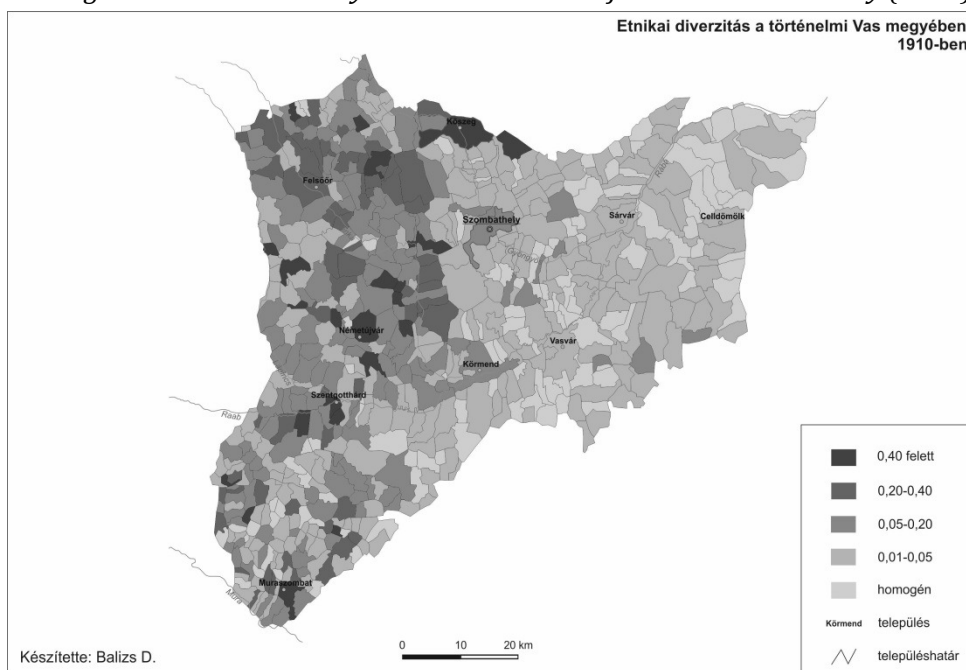 Etnikai diverzitás a történelmi Vas megyében
1910-ben
Kőszeg
Felsőőr
Szombathely
Sárvár
Rába
Celldömölk
Gyöngyös
Németújvár
Vasvár
Körmend
Szentgotthárd
Raab
Muraszombat
Mura
0,40 felett
0,20-0,40
0,05-0,20
0,01-0,05
homogén
Körmend település
településhatár
0 10 20 km
Készítette: Balizs D.